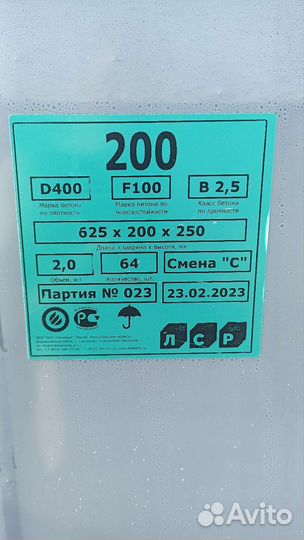 200
D400 F100 B 2,5
Марка бетона по плотности Марка бетона по морозостойкости Класс бетона по прочности
625 x 200 x 250
Длина х ширина х высота, мм
2,0 64 Смена "С"
Объем, м3 Количество, шт.
Партия № 023 23.02.2023
РС
ЛСР
Avito